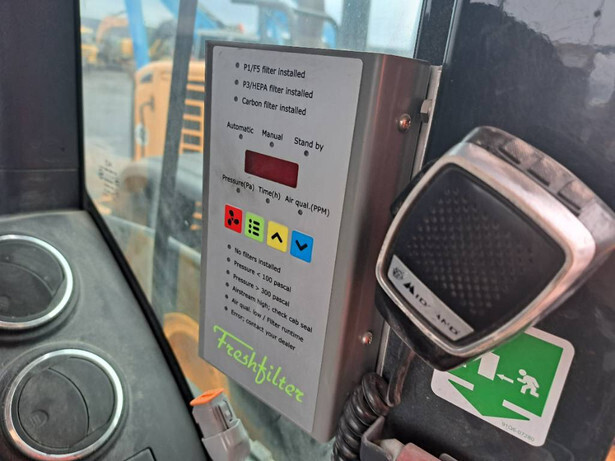 P1/F5 filter installed
P3/HEPA filter installed
Carbon filter installed
Automatic Manual Stand by
Pressure(Pa) Time(h) Air qual.(PPM)
No filters installed
Pressure < 100 pascal
Pressure > 300 pascal
Airstream high; check cab seal
Air qual. low / Filter runtime
Error; contact your dealer
Freshfilter
MIDLAND